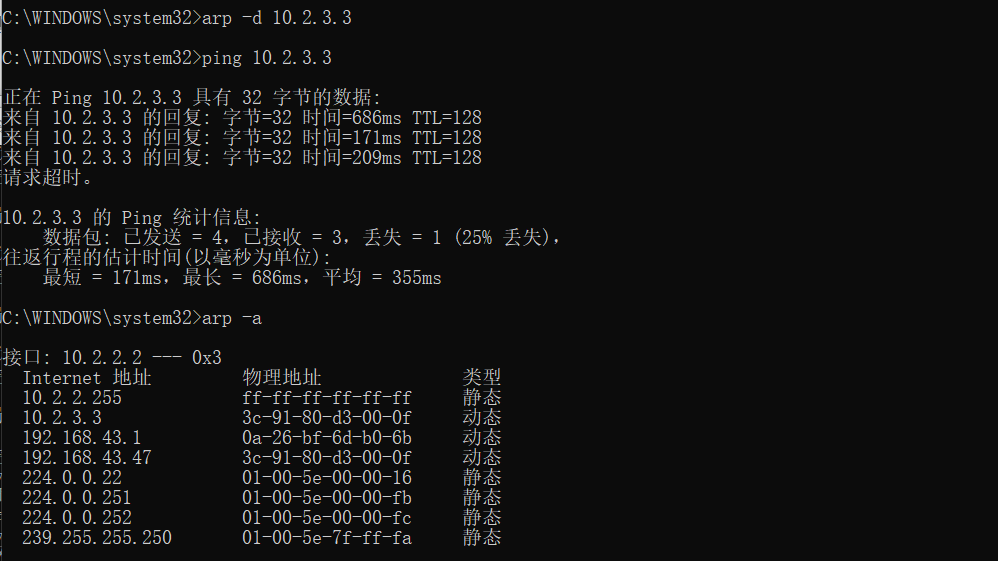 C:\WINDOWS\system32>arp -d 10.2.3.3
C:\WINDOWS\system32>ping 10.2.3.3
正在 Ping 10.2.3.3 具有 32 字节的数据:
来自 10.2.3.3 的回复: 字节=32 时间=686ms TTL=128
来自 10.2.3.3 的回复: 字节=32 时间=171ms TTL=128
来自 10.2.3.3 的回复: 字节=32 时间=209ms TTL=128
请求超时。
10.2.3.3 的 Ping 统计信息:
    数据包: 已发送 = 4，已接收 = 3，丢失 = 1 (25% 丢失)，
往返行程的估计时间(以毫秒为单位):
    最短 = 171ms，最长 = 686ms，平均 = 355ms
C:\WINDOWS\system32>arp -a
接口: 10.2.2.2 --- 0x3
  Internet 地址         物理地址              类型
  10.2.2.255            ff-ff-ff-ff-ff-ff     静态
  10.2.3.3              3c-91-80-d3-00-0f     动态
  192.168.43.1          0a-26-bf-6d-b0-6b     动态
  192.168.43.47         3c-91-80-d3-00-0f     动态
  224.0.0.22            01-00-5e-00-00-16     静态
  224.0.0.251           01-00-5e-00-00-fb     静态
  224.0.0.252           01-00-5e-00-00-fc     静态
  239.255.255.250       01-00-5e-7f-ff-fa     静态